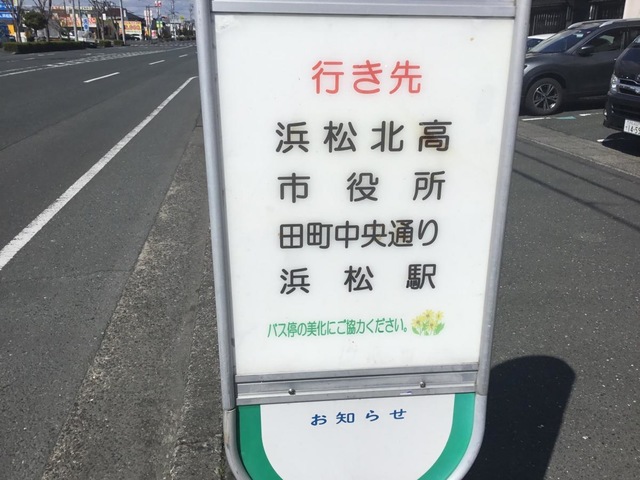 行き先
浜松北高
市役所
田町中央通り
浜松駅
バス停の美化にご協力ください。
お知らせ